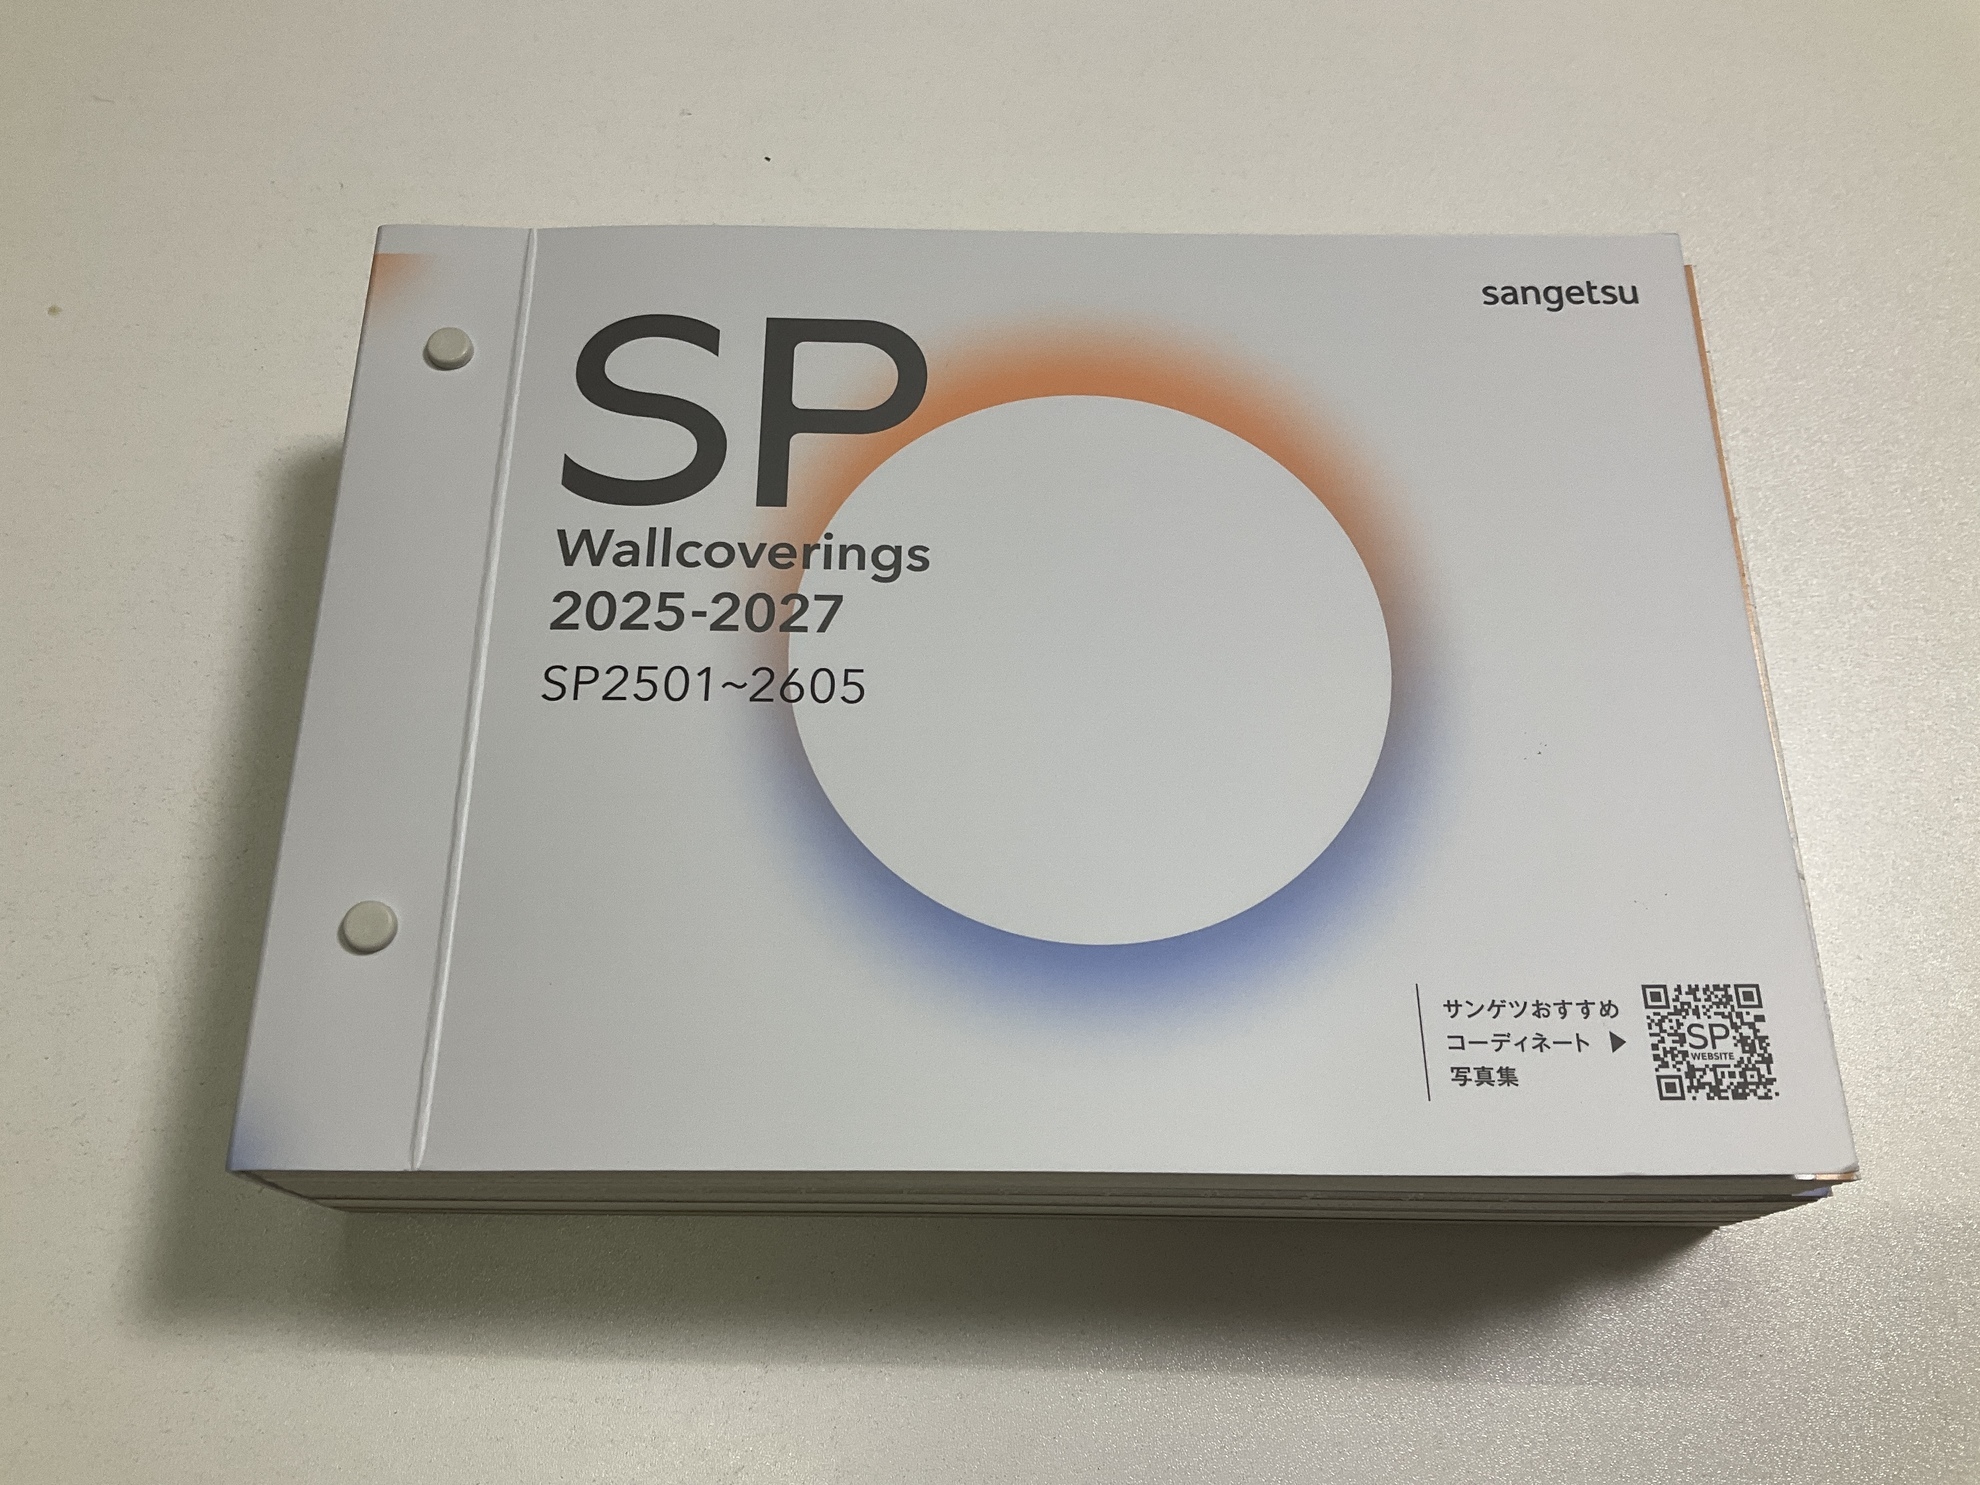 sangetsu
SP
Wallcoverings
2025-2027
SP2501~2605
サンゲツおすすめ
コーディネート ▶
写真集
SP
WEBSITE